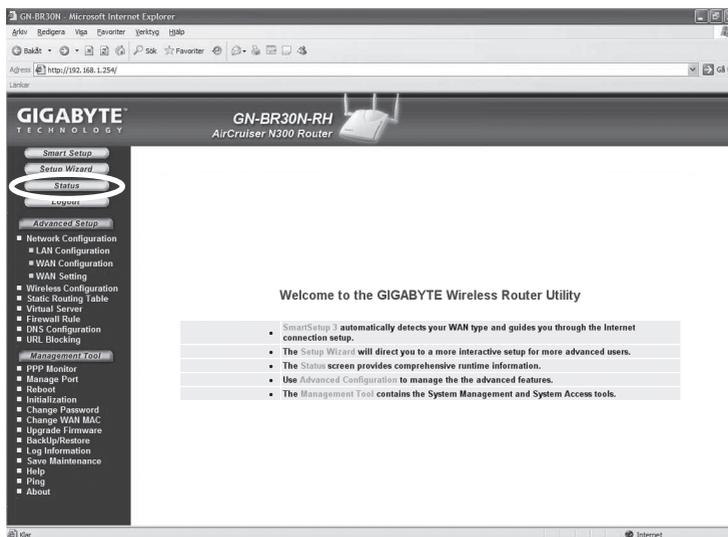 GN-BR30N - Microsoft Internet Explorer
Arkiv Redigera Visa Favoriter Verktyg Hjälp
Bakåt Sök Favoriter
Adress http://192.168.1.254/ Gå
Länkar
GIGABYTE
TECHNOLOGY
GN-BR30N-RH
AirCruiser N300 Router
Smart Setup
Setup Wizard
Status
Logout
Advanced Setup
Network Configuration
LAN Configuration
WAN Configuration
WAN Setting
Wireless Configuration
Static Routing Table
Virtual Server
Firewall Rule
DNS Configuration
URL Blocking
Management Tool
PPP Monitor
Manage Port
Reboot
Initialization
Change Password
Change WAN MAC
Upgrade Firmware
BackUp/Restore
Log Information
Save Maintenance
Help
Ping
About
Welcome to the GIGABYTE Wireless Router Utility
SmartSetup 3 automatically detects your WAN type and guides you through the Internet
connection setup.
The Setup Wizard will direct you to a more interactive setup for more advanced users.
The Status screen provides comprehensive runtime information.
Use Advanced Configuration to manage the the advanced features.
The Management Tool contains the System Management and System Access tools.
Klar
Internet